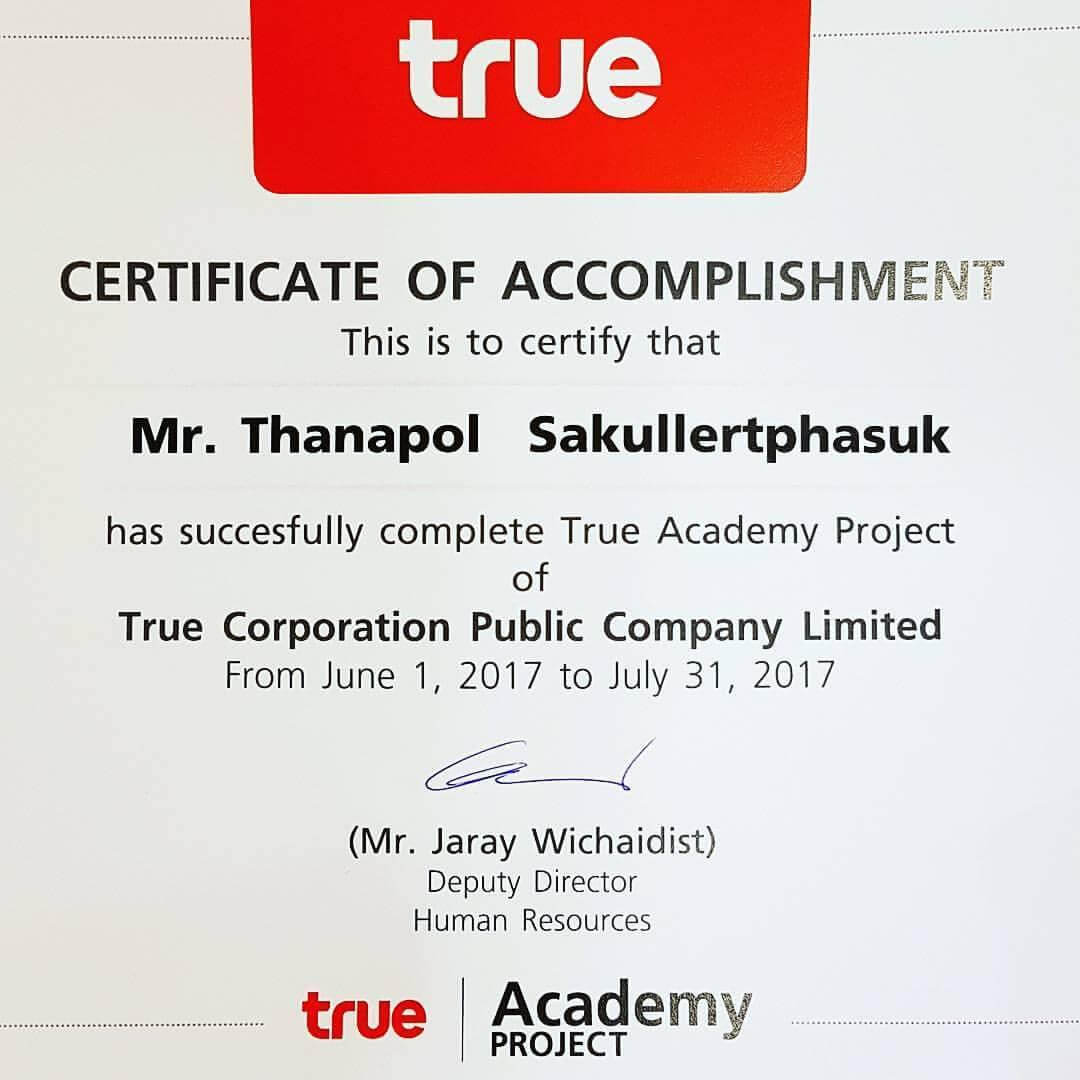 true
CERTIFICATE OF ACCOMPLISHMENT
This is to certify that
Mr. Thanapol Sakullertphasuk
has succesfully complete True Academy Project
of
True Corporation Public Company Limited
From June 1, 2017 to July 31, 2017
(Mr. Jaray Wichaidist)
Deputy Director
Human Resources
true Academy
PROJECT